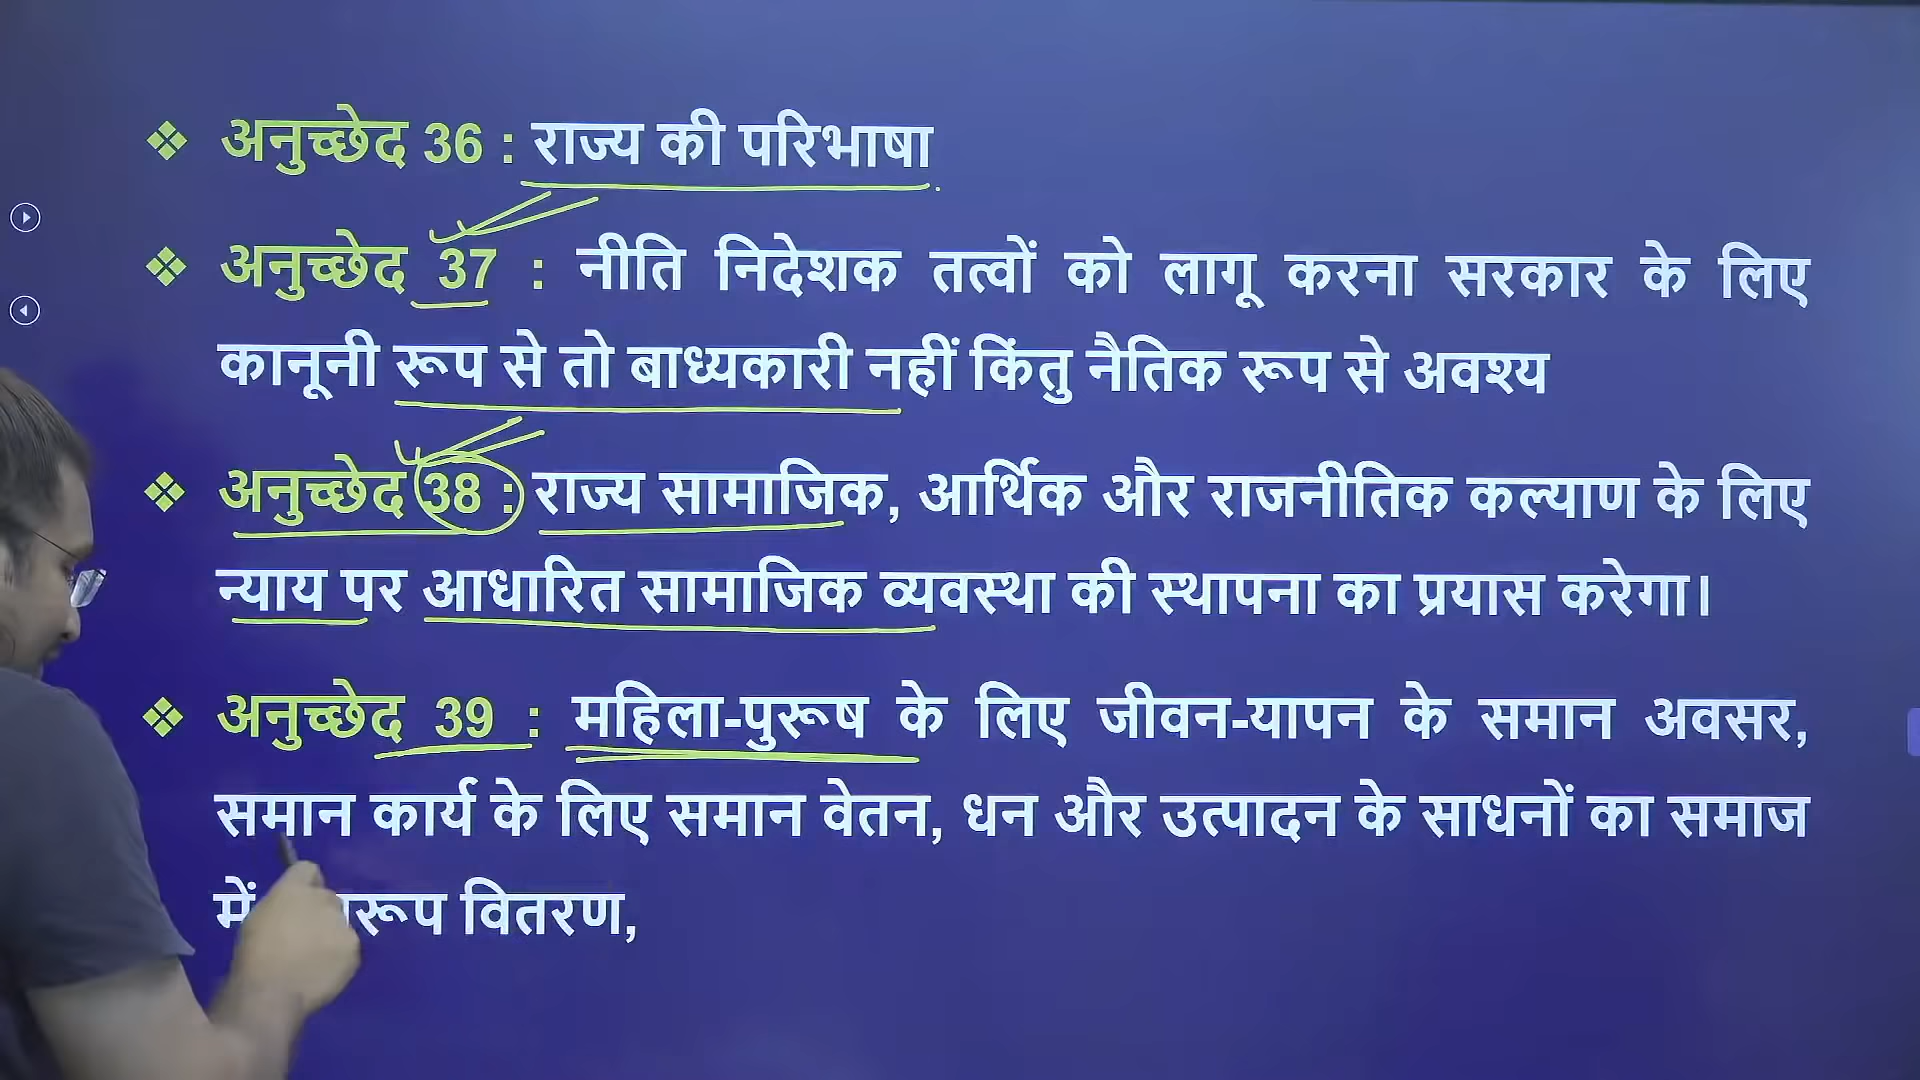 ❖ अनुच्छेद 36 : राज्य की परिभाषा
❖ अनुच्छेद 37 : नीति निदेशक तत्वों को लागू करना सरकार के लिए
कानूनी रूप से तो बाध्यकारी नहीं किंतु नैतिक रूप से अवश्य
❖ अनुच्छेद 38 : राज्य सामाजिक, आर्थिक और राजनीतिक कल्याण के लिए
न्याय पर आधारित सामाजिक व्यवस्था की स्थापना का प्रयास करेगा।
❖ अनुच्छेद 39 : महिला-पुरूष के लिए जीवन-यापन के समान अवसर,
समान कार्य के लिए समान वेतन, धन और उत्पादन के साधनों का समाज
में वितरण,